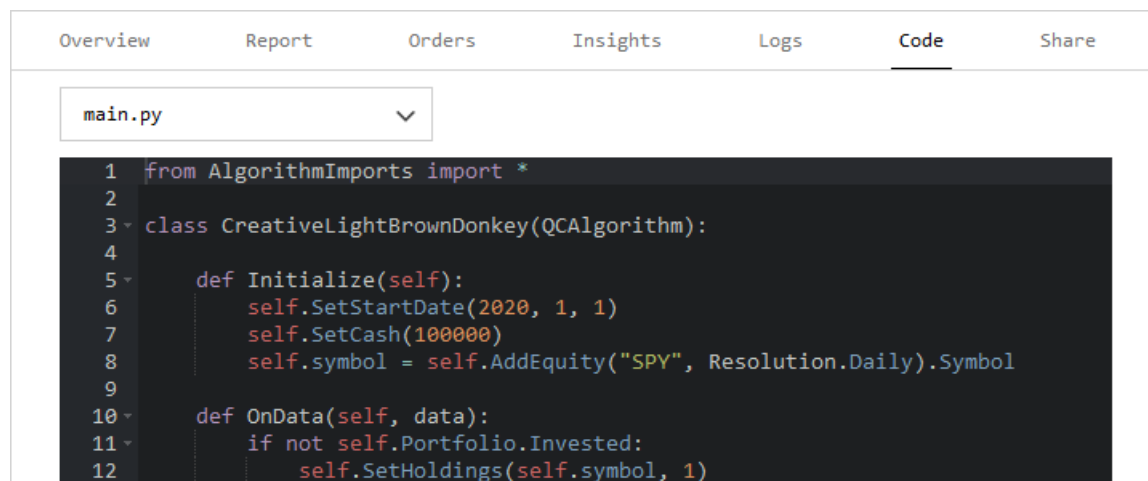 Overview Report Orders Insights Logs Code Share
main.py
1 from AlgorithmImports import *
2
3 class CreativeLightBrownDonkey(QCAlgorithm):
4
5     def Initialize(self):
6         self.SetStartDate(2020, 1, 1)
7         self.SetCash(100000)
8         self.symbol = self.AddEquity("SPY", Resolution.Daily).Symbol
9
10     def OnData(self, data):
11         if not self.Portfolio.Invested:
12             self.SetHoldings(self.symbol, 1)